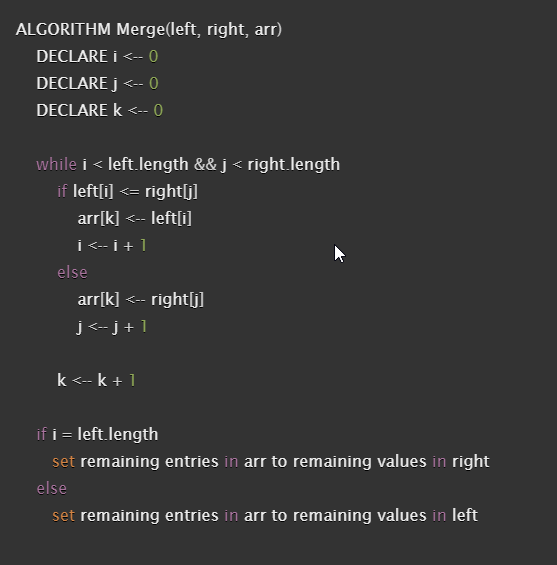 ALGORITHM Merge(left, right, arr)
DECLARE i <-- 0
DECLARE j <-- 0
DECLARE k <-- 0
while i < left.length && j < right.length
if left[i] <= right[j]
arr[k] <-- left[i]
i <-- i + 1
else
arr[k] <-- right[j]
j <-- j + 1
k <-- k + 1
if i = left.length
set remaining entries in arr to remaining values in right
else
set remaining entries in arr to remaining values in left